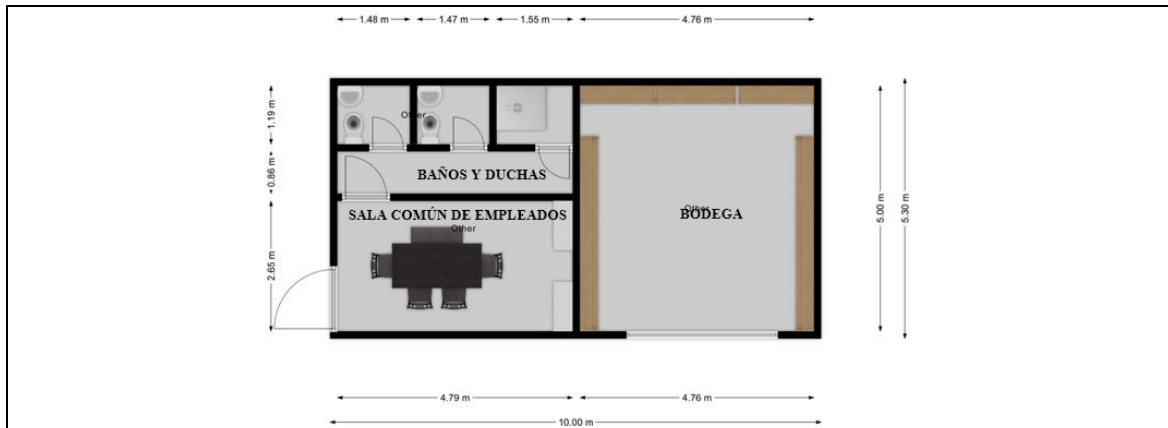 1.48 m 1.47 m 1.55 m 4.76 m
1.19 m
Other
0.86 m
BAÑOS Y DUCHAS
SALA COMÚN DE EMPLEADOS
Other
Other
BODEGA
2.65 m
5.00 m
5.30 m
4.79 m 4.76 m
10.00 m